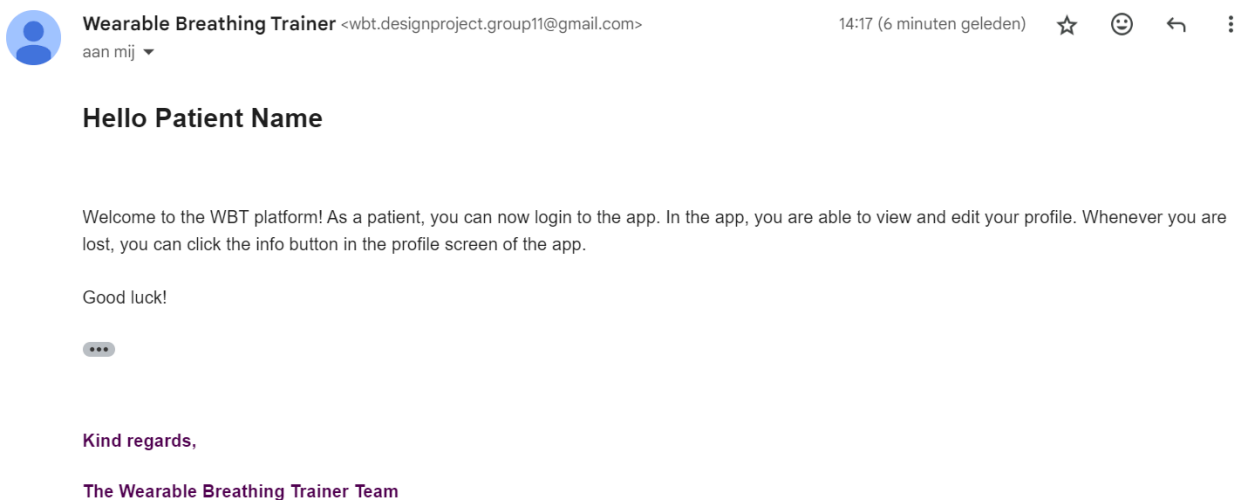 Wearable Breathing Trainer <wbt.designproject.group11@gmail.com> 14:17 (6 minuten geleden)
aan mij
Hello Patient Name
Welcome to the WBT platform! As a patient, you can now login to the app. In the app, you are able to view and edit your profile. Whenever you are
lost, you can click the info button in the profile screen of the app.
Good luck!
Kind regards,
The Wearable Breathing Trainer Team